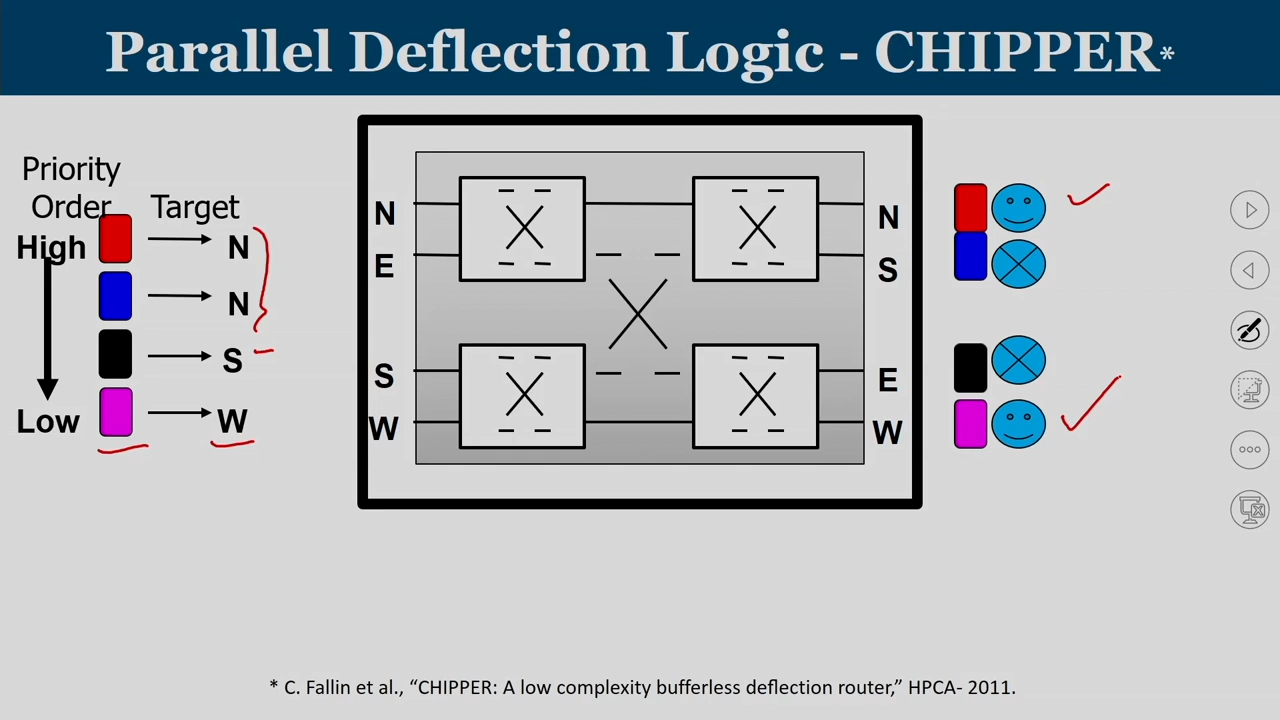 Parallel Deflection Logic - CHIPPER*
Priority
Order Target
High N
N
S
Low W
N
E
S
W
N
S
E
W
* C. Fallin et al., “CHIPPER: A low complexity bufferless deflection router,” HPCA- 2011.